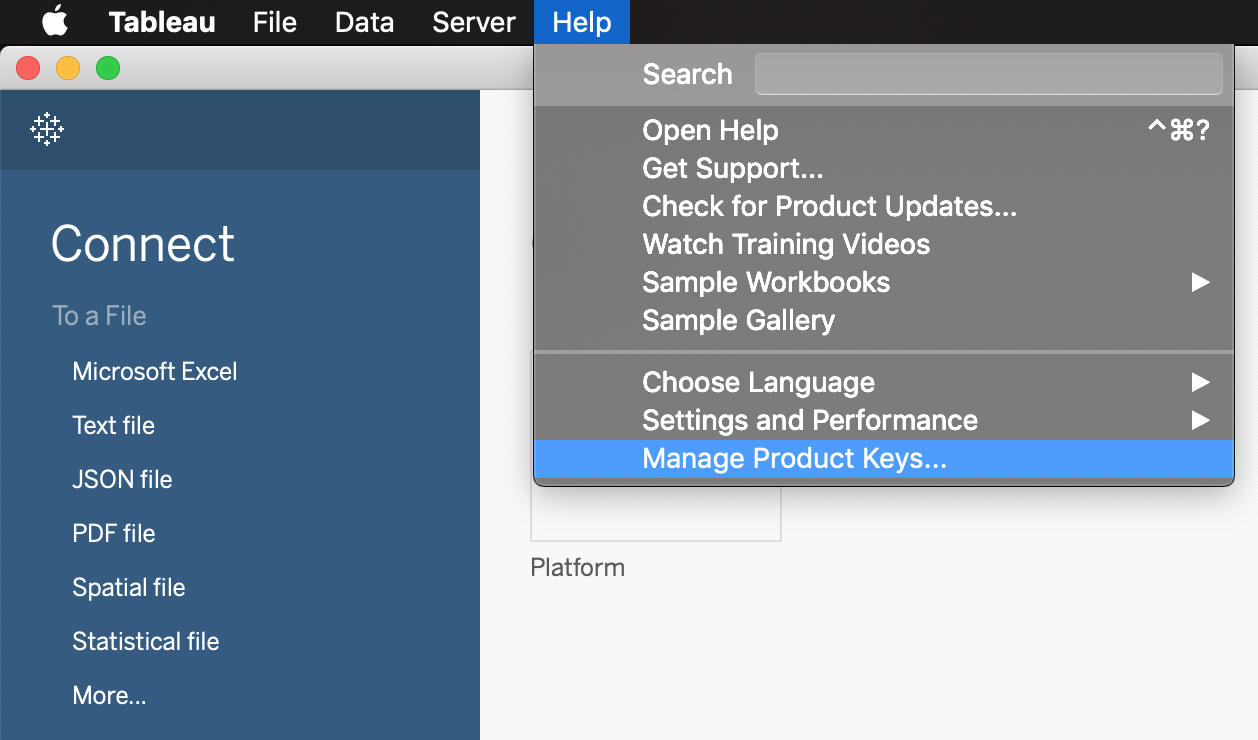 Tableau File Data Server Help
Search
Open Help ^⌘?
Get Support...
Check for Product Updates...
Watch Training Videos
Sample Workbooks ▶
Sample Gallery
Choose Language ▶
Settings and Performance ▶
Manage Product Keys...
Connect
To a File
Microsoft Excel
Text file
JSON file
PDF file
Spatial file
Statistical file
More...
Platform